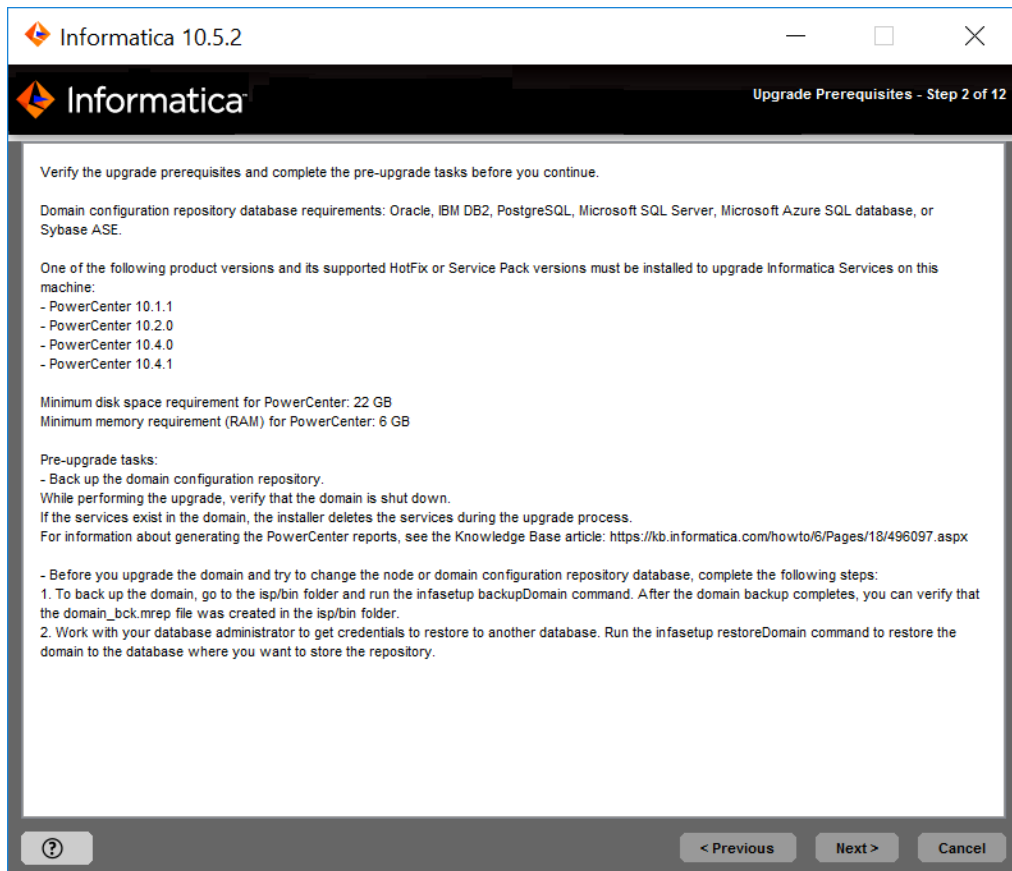 Informatica 10.5.2
Informatica
Upgrade Prerequisites - Step 2 of 12
Verify the upgrade prerequisites and complete the pre-upgrade tasks before you continue.
Domain configuration repository database requirements: Oracle, IBM DB2, PostgreSQL, Microsoft SQL Server, Microsoft Azure SQL database, or
Sybase ASE.
One of the following product versions and its supported HotFix or Service Pack versions must be installed to upgrade Informatica Services on this
machine:
- PowerCenter 10.1.1
- PowerCenter 10.2.0
- PowerCenter 10.4.0
- PowerCenter 10.4.1
Minimum disk space requirement for PowerCenter: 22 GB
Minimum memory requirement (RAM) for PowerCenter: 6 GB
Pre-upgrade tasks:
- Back up the domain configuration repository.
While performing the upgrade, verify that the domain is shut down.
If the services exist in the domain, the installer deletes the services during the upgrade process.
For information about generating the PowerCenter reports, see the Knowledge Base article: https://kb.informatica.com/howto/6/Pages/18/496097.aspx
- Before you upgrade the domain and try to change the node or domain configuration repository database, complete the following steps:
1. To back up the domain, go to the isp/bin folder and run the infasetup backupDomain command. After the domain backup completes, you can verify that
the domain_bck.mrep file was created in the isp/bin folder.
2. Work with your database administrator to get credentials to restore to another database. Run the infasetup restoreDomain command to restore the
domain to the database where you want to store the repository.
?
< Previous
Next >
Cancel